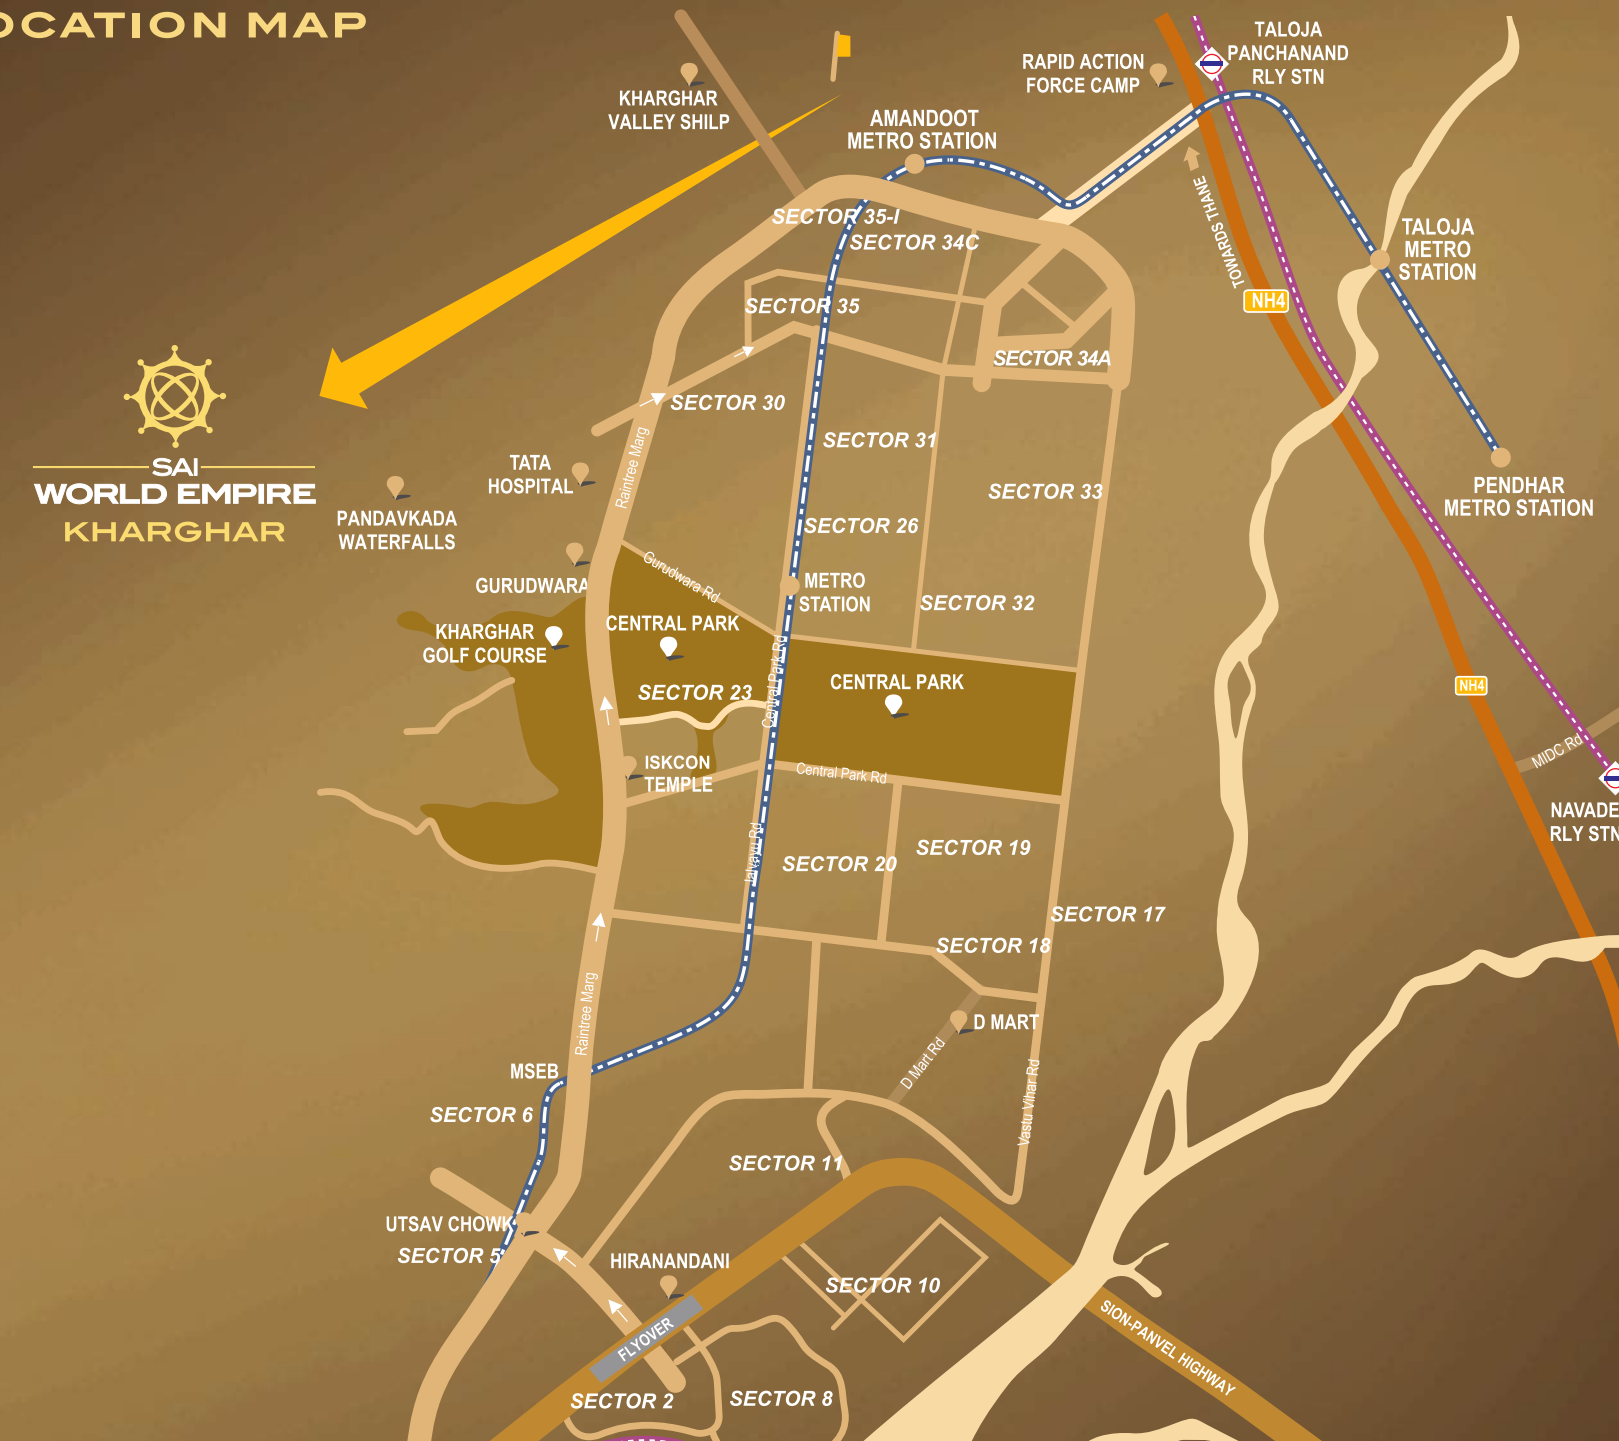 OCATION MAP
TALOJA
PANCHANAND
RLY STN
RAPID ACTION
FORCE CAMP
KHARGHAR
VALLEY SHILP
AMANDOOT
METRO STATION
TOWARDS THANE
SECTOR 35-I
SECTOR 34C
TALOJA
METRO
STATION
NH4
SECTOR 35
SECTOR 34A
SECTOR 30
SECTOR 31
SAI
WORLD EMPIRE
KHARGHAR
TATA
HOSPITAL
Raintree Marg
PANDAVKADA
WATERFALLS
SECTOR 33
PENDHAR
METRO STATION
SECTOR 26
GURUDWARA
Gurudwara Rd
METRO
STATION
SECTOR 32
KHARGHAR
GOLF COURSE
CENTRAL PARK
SECTOR 23
Central Park Rd
CENTRAL PARK
NH4
MIDC Rd
ISKCON
TEMPLE
Central Park Rd
NAVADE
RLY STN
Jalvayu Rd
SECTOR 20
SECTOR 19
SECTOR 17
SECTOR 18
Raintree Marg
D MART
D Mart Rd
Vastu Vihar Rd
MSEB
SECTOR 6
SECTOR 11
UTSAV CHOWK
SECTOR 5
HIRANANDANI
SECTOR 10
FLYOVER
SION-PANVEL HIGHWAY
SECTOR 2
SECTOR 8